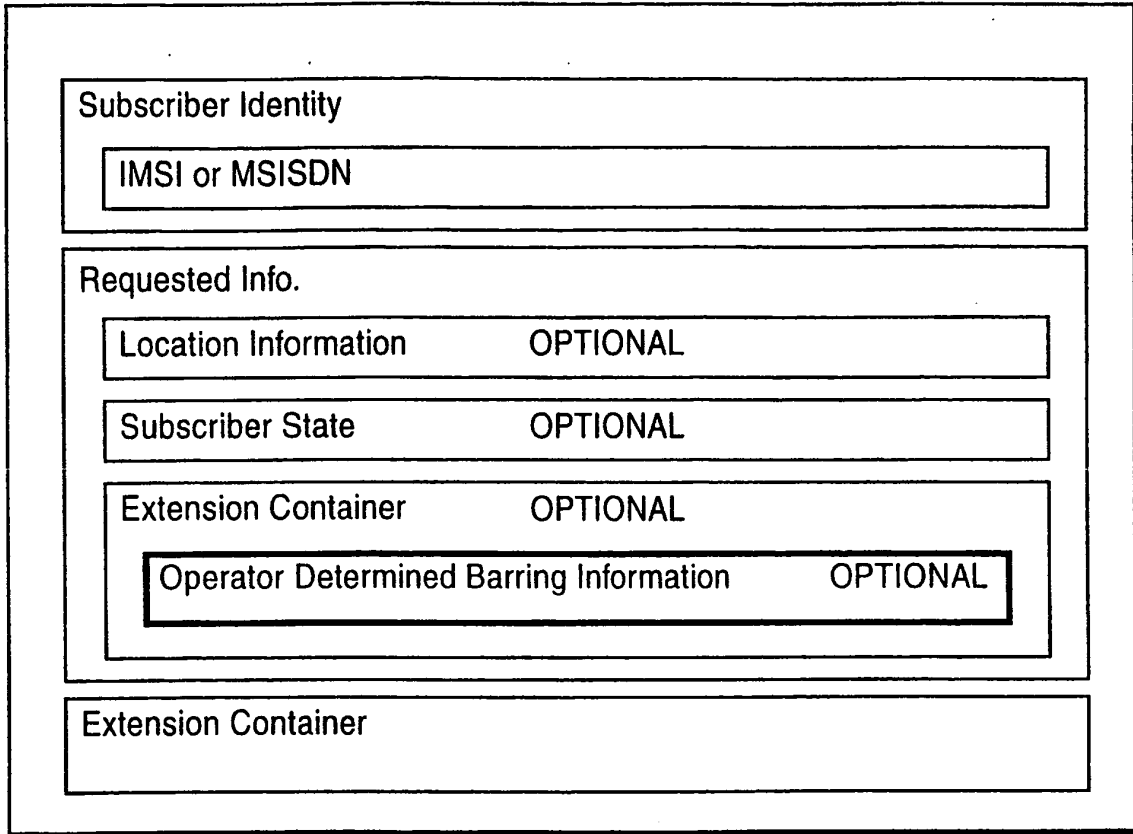 Subscriber Identity
IMSI or MSISDN
Requested Info.
Location Information OPTIONAL
Subscriber State OPTIONAL
Extension Container OPTIONAL
Operator Determined Barring Information OPTIONAL
Extension Container